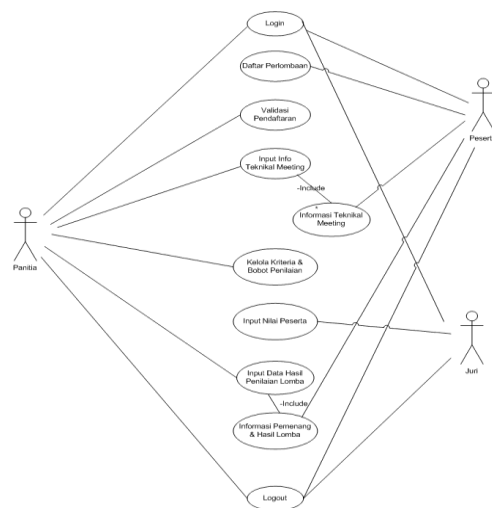 Login
Daftar Perlombaan
Validasi
Pendaftaran
Input Info
Teknikal Meeting
-Include
Informasi Teknikal
Meeting
Kelola Kriteria &
Bobot Penilaian
Input Nilai Peserta
Input Data Hasil
Penilaian Lomba
-Include
Informasi Pemenang
& Hasil Lomba
Logout
Panitia
Pesert
Juri